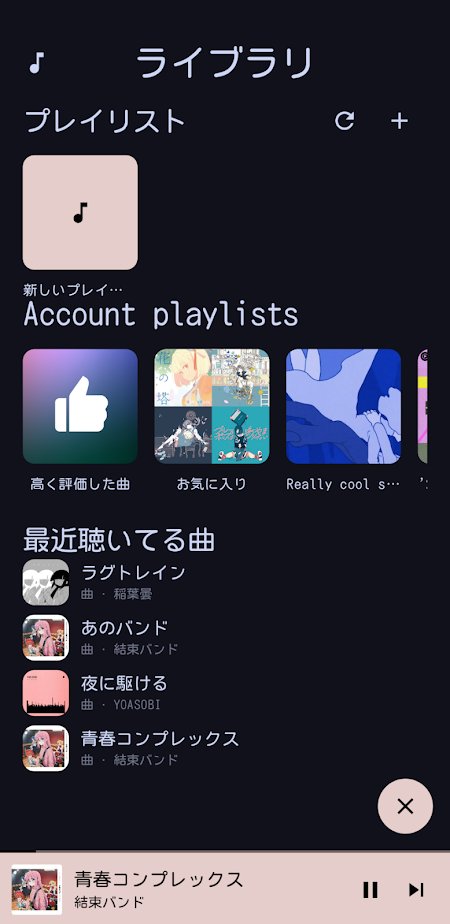 ライブラリ
プレイリスト
新しいプレイ…
Account playlists
高く評価した曲
お気に入り
Really cool s…
最近聴いてる曲
ラグトレイン
曲 · 稲葉曇
あのバンド
曲 · 結束バンド
夜に駆ける
曲 · YOASOBI
青春コンプレックス
曲 · 結束バンド
青春コンプレックス
結束バンド